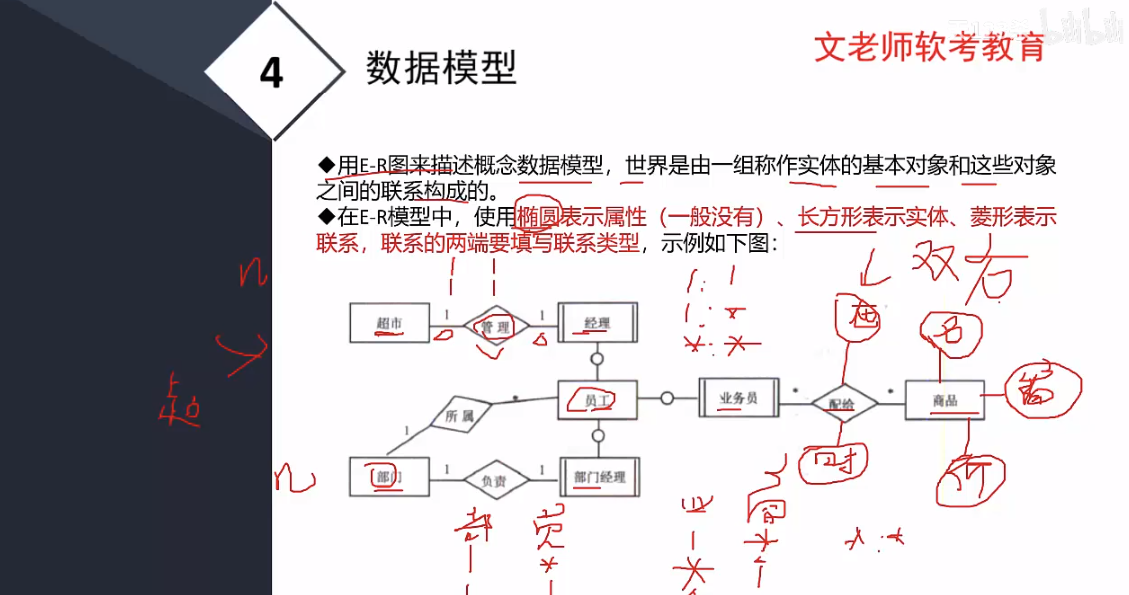 4
数据模型
文老师软考教育
◆用E-R图来描述概念数据模型，世界是由一组称作实体的基本对象和这些对象
之间的联系构成的。
◆在E-R模型中，使用椭圆表示属性（一般没有）、长方形表示实体、菱形表示
联系，联系的两端要填写联系类型，示例如下图：
双
n
1:1
1:*
*:*
超市 1 管理 1 经理
名
员工 业务员 * 配给 * 商品
所属 *
1
部门 1 负责 1 部门经理
n
*:*